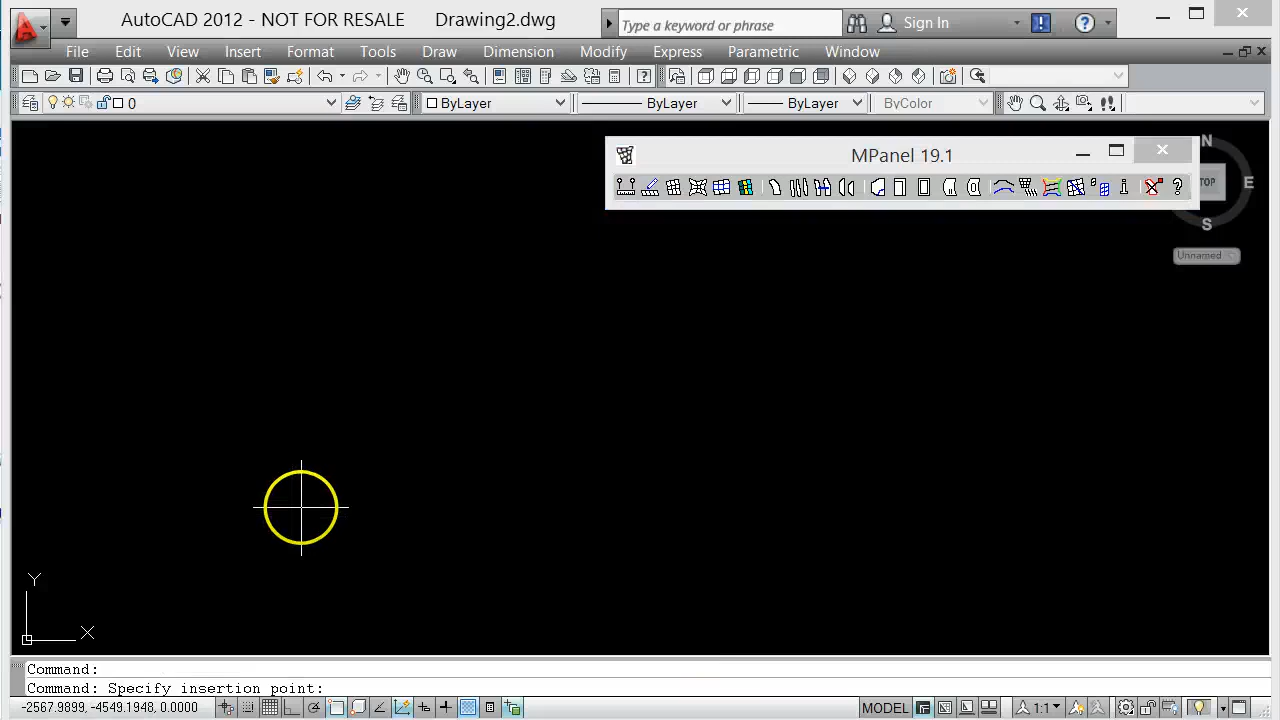 AutoCAD 2012 - NOT FOR RESALE Drawing2.dwg
Type a keyword or phrase
Sign In
File Edit View Insert Format Tools Draw Dimension Modify Express Parametric Window
0
ByLayer
ByLayer
ByLayer
ByColor
MPanel 19.1
N
TOP
E
S
Unnamed
Y
X
Command:
Command: Specify insertion point:
-2567.9899, -4549.1948, 0.0000
MODEL
1:1